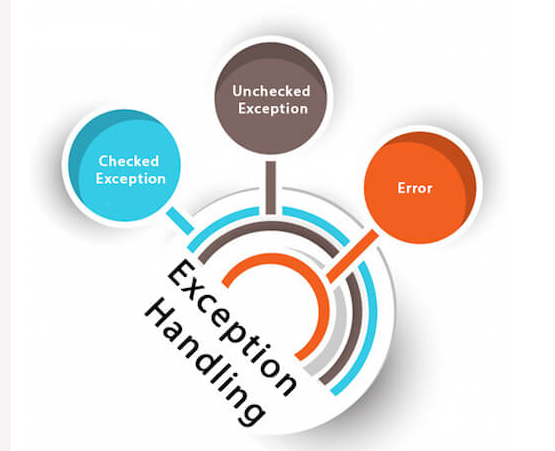 Unchecked
Exception
Checked
Exception
Error
Exception
Handling